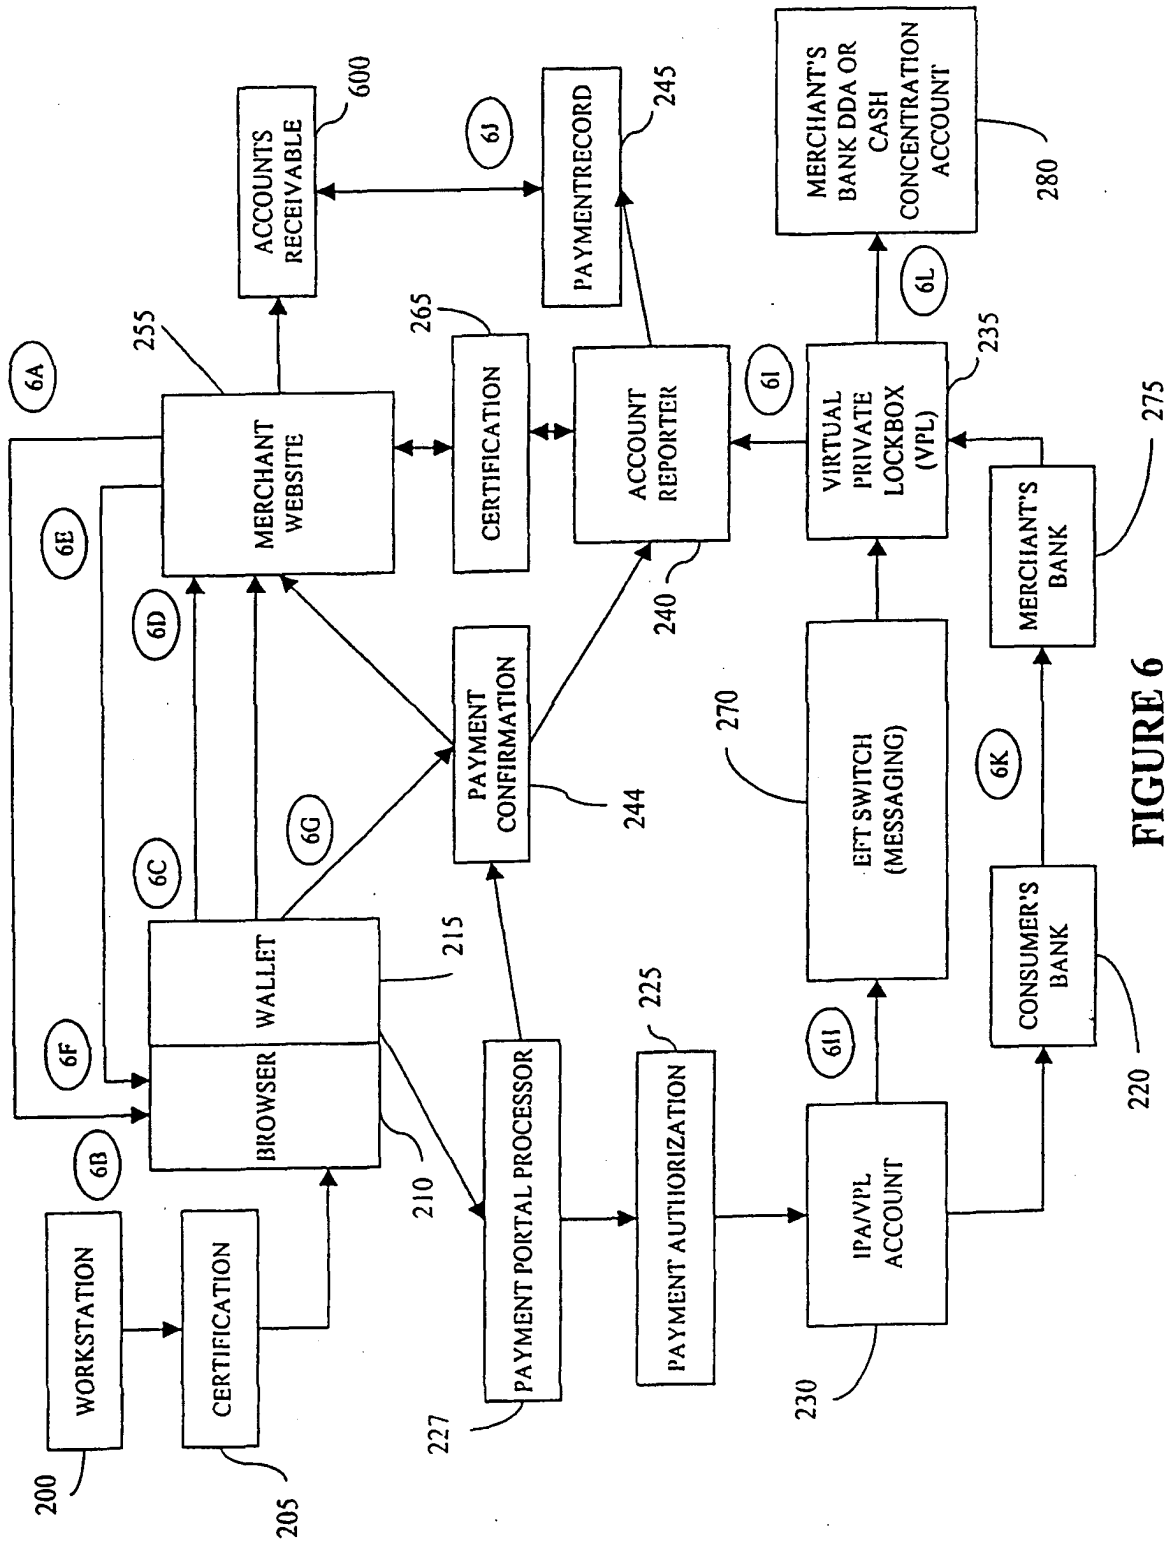 6A
6E
6F
6B
6C
6D
255
WORKSTATION
200
CERTIFICATION
205
BROWSER
WALLET
210
215
MERCHANT
WEBSITE
ACCOUNTS
RECEIVABLE
600
6G
265
6J
PAYMENT PORTAL PROCESSOR
227
PAYMENT
CONFIRMATION
244
CERTIFICATION
PAYMENTRECORD
245
225
PAYMENT AUTHORIZATION
ACCOUNT
REPORTER
240
6I
270
IPA/VPL
ACCOUNT
230
6H
EFT SWITCH
(MESSAGING)
VIRTUAL
PRIVATE
LOCKBOX
(VPL)
235
6L
MERCHANT'S
BANK DDA OR
CASH
CONCENTRATION
ACCOUNT
280
CONSUMER'S
BANK
220
6K
MERCHANT'S
BANK
275
FIGURE 6